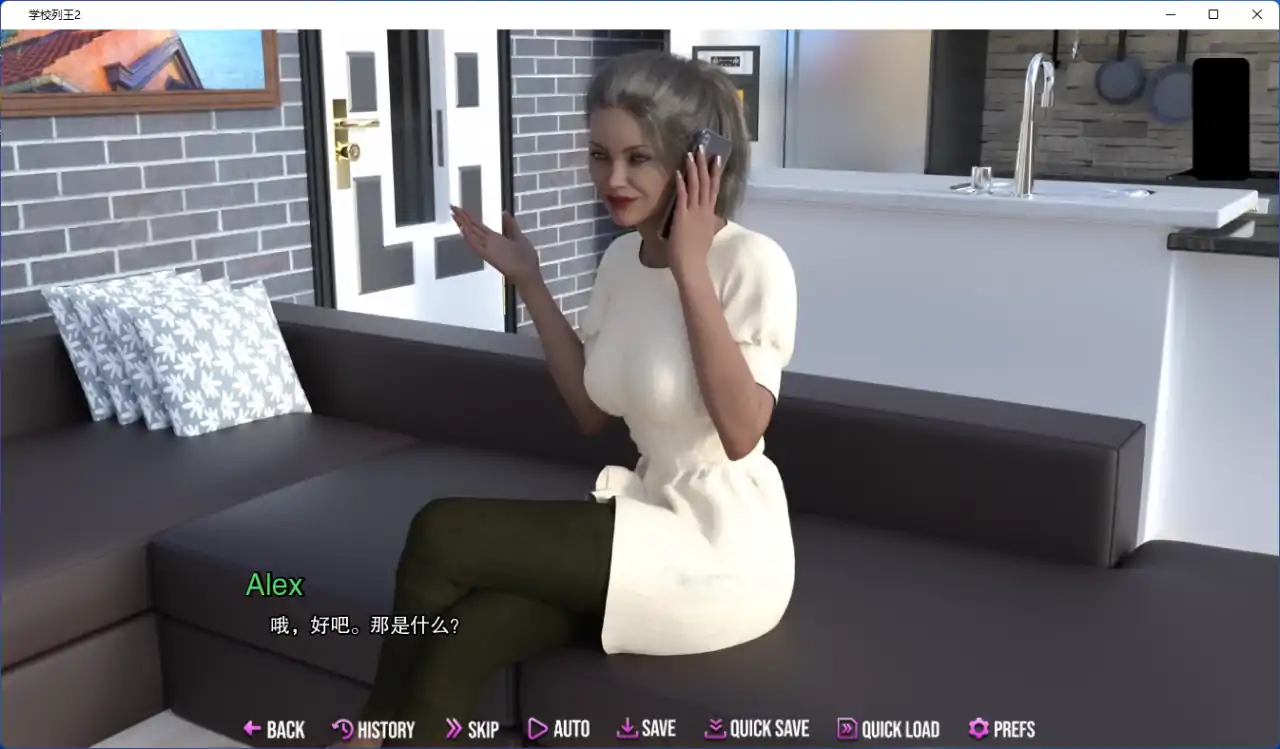 学校列王2
Alex
哦，好吧。那是什么？
BACK
HISTORY
SKIP
AUTO
SAVE
QUICK SAVE
QUICK LOAD
PREFS